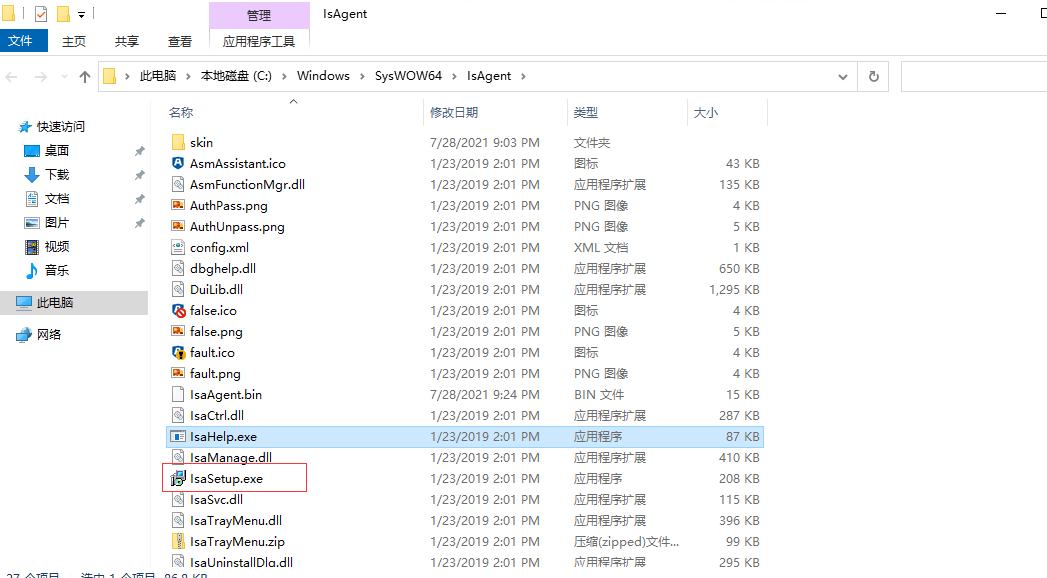 管理 IsAgent
文件 主页 共享 查看 应用程序工具
此电脑 本地磁盘 (C:) Windows SysWOW64 IsAgent
快速访问
桌面
下载
文档
图片
视频
音乐
此电脑
网络
名称 修改日期 类型 大小
skin 7/28/2021 9:03 PM 文件夹
AsmAssistant.ico 1/23/2019 2:01 PM 图标 43 KB
AsmFunctionMgr.dll 1/23/2019 2:01 PM 应用程序扩展 135 KB
AuthPass.png 1/23/2019 2:01 PM PNG 图像 4 KB
AuthUnpass.png 1/23/2019 2:01 PM PNG 图像 5 KB
config.xml 1/23/2019 2:01 PM XML 文档 1 KB
dbghelp.dll 1/23/2019 2:01 PM 应用程序扩展 650 KB
DuiLib.dll 1/23/2019 2:01 PM 应用程序扩展 1,295 KB
false.ico 1/23/2019 2:01 PM 图标 4 KB
false.png 1/23/2019 2:01 PM PNG 图像 5 KB
fault.ico 1/23/2019 2:01 PM 图标 4 KB
fault.png 1/23/2019 2:01 PM PNG 图像 4 KB
IsaAgent.bin 7/28/2021 9:24 PM BIN 文件 15 KB
IsaCtrl.dll 1/23/2019 2:01 PM 应用程序扩展 287 KB
IsaHelp.exe 1/23/2019 2:01 PM 应用程序 87 KB
IsaManage.dll 1/23/2019 2:01 PM 应用程序扩展 410 KB
IsaSetup.exe 1/23/2019 2:01 PM 应用程序 208 KB
IsaSvc.dll 1/23/2019 2:01 PM 应用程序扩展 115 KB
IsaTrayMenu.dll 1/23/2019 2:01 PM 应用程序扩展 396 KB
IsaTrayMenu.zip 1/23/2019 2:01 PM 压缩(zipped)文件... 99 KB
IsaUninstallDlg.dll 1/23/2019 2:01 PM 应用程序扩展 295 KB
27 个项目 选中 1 个项目 86.8 KB